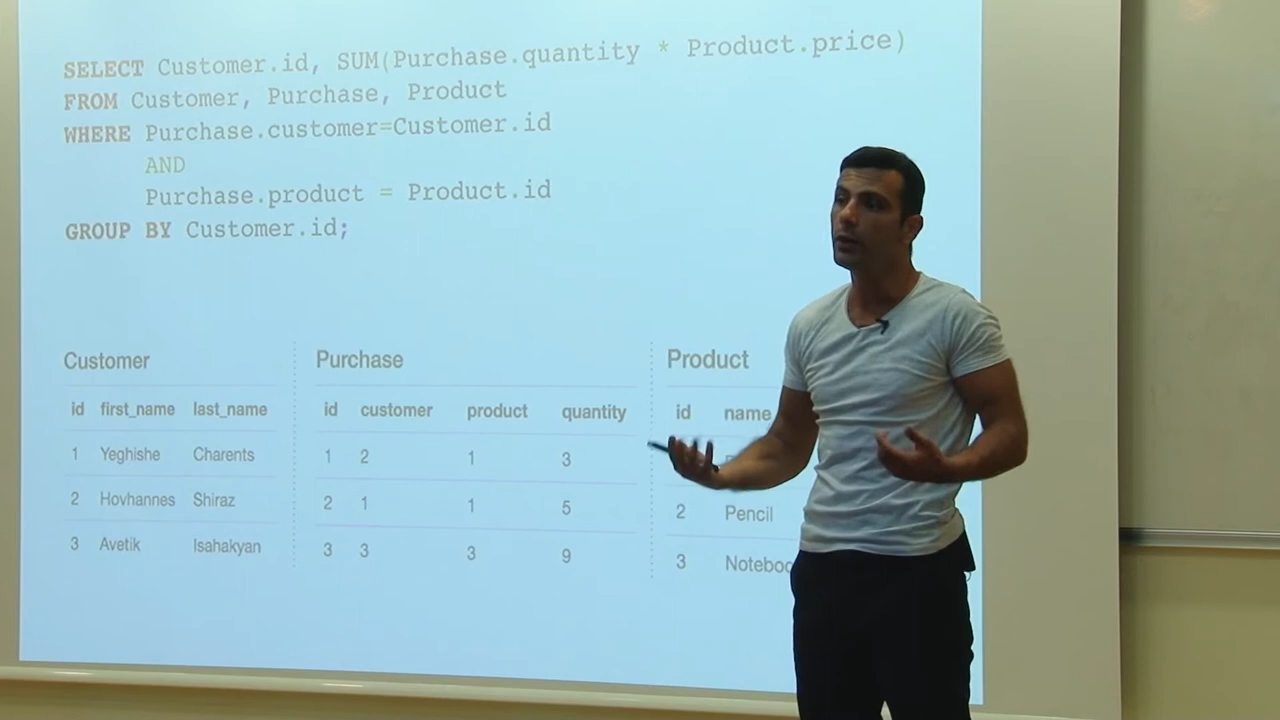 SELECT Customer.id, SUM(Purchase.quantity * Product.price)
FROM Customer, Purchase, Product
WHERE Purchase.customer=Customer.id
AND
Purchase.product = Product.id
GROUP BY Customer.id;
Customer
id first_name last_name
1 Yeghishe Charents
2 Hovhannes Shiraz
3 Avetik Isahakyan
Purchase
id customer product quantity
1 2 1 3
2 1 1 5
3 3 3 9
Product
id name
2 Pencil
3 Noteboo